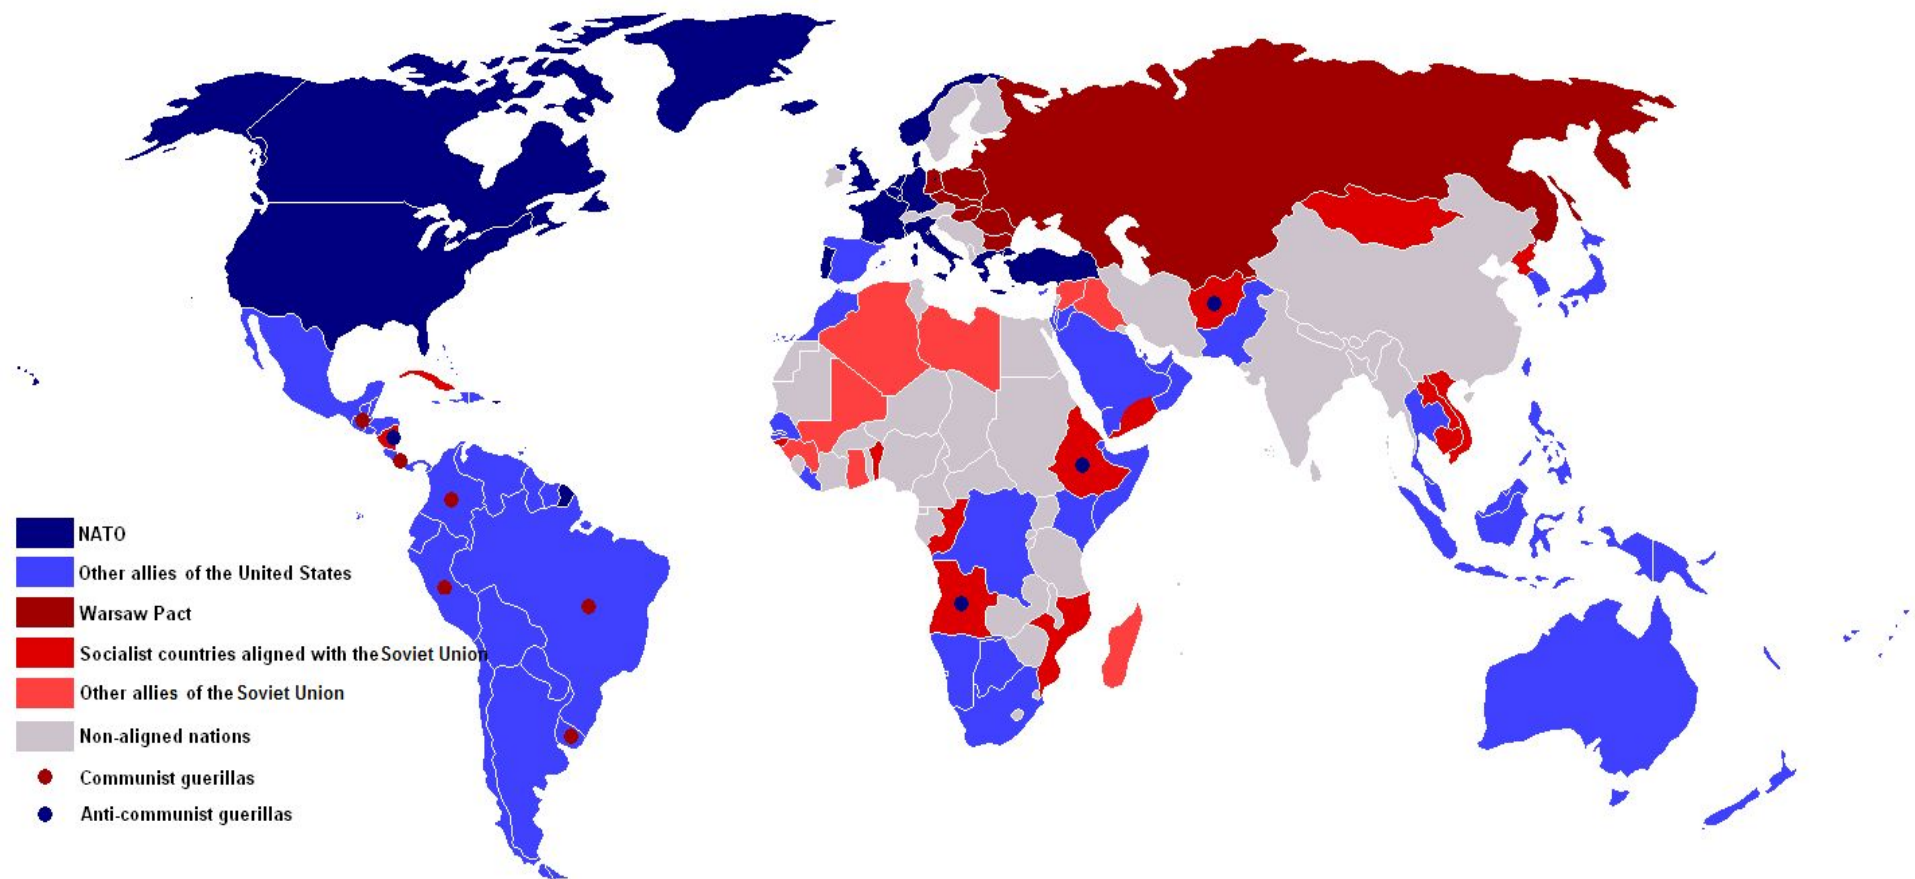 NATO
Other allies of the United States
Warsaw Pact
Socialist countries aligned with the Soviet Union
Other allies of the Soviet Union
Non-aligned nations
Communist guerillas
Anti-communist guerillas